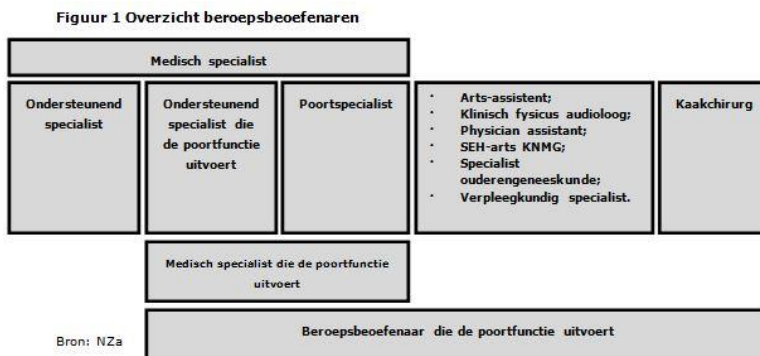 Figuur 1 Overzicht beroepsbeoefenaren
Medisch specialist
Ondersteunend
specialist
Ondersteunend
specialist die
de poortfunctie
uitvoert
Poortspecialist
· Arts-assistent;
· Klinisch fysicus audioloog;
· Physician assistant;
· SEH-arts KNMG;
· Specialist
ouderengeneeskunde;
· Verpleegkundig specialist.
Kaakchirurg
Medisch specialist die de poortfunctie
uitvoert
Beroepsbeoefenaar die de poortfunctie uitvoert
Bron: NZa